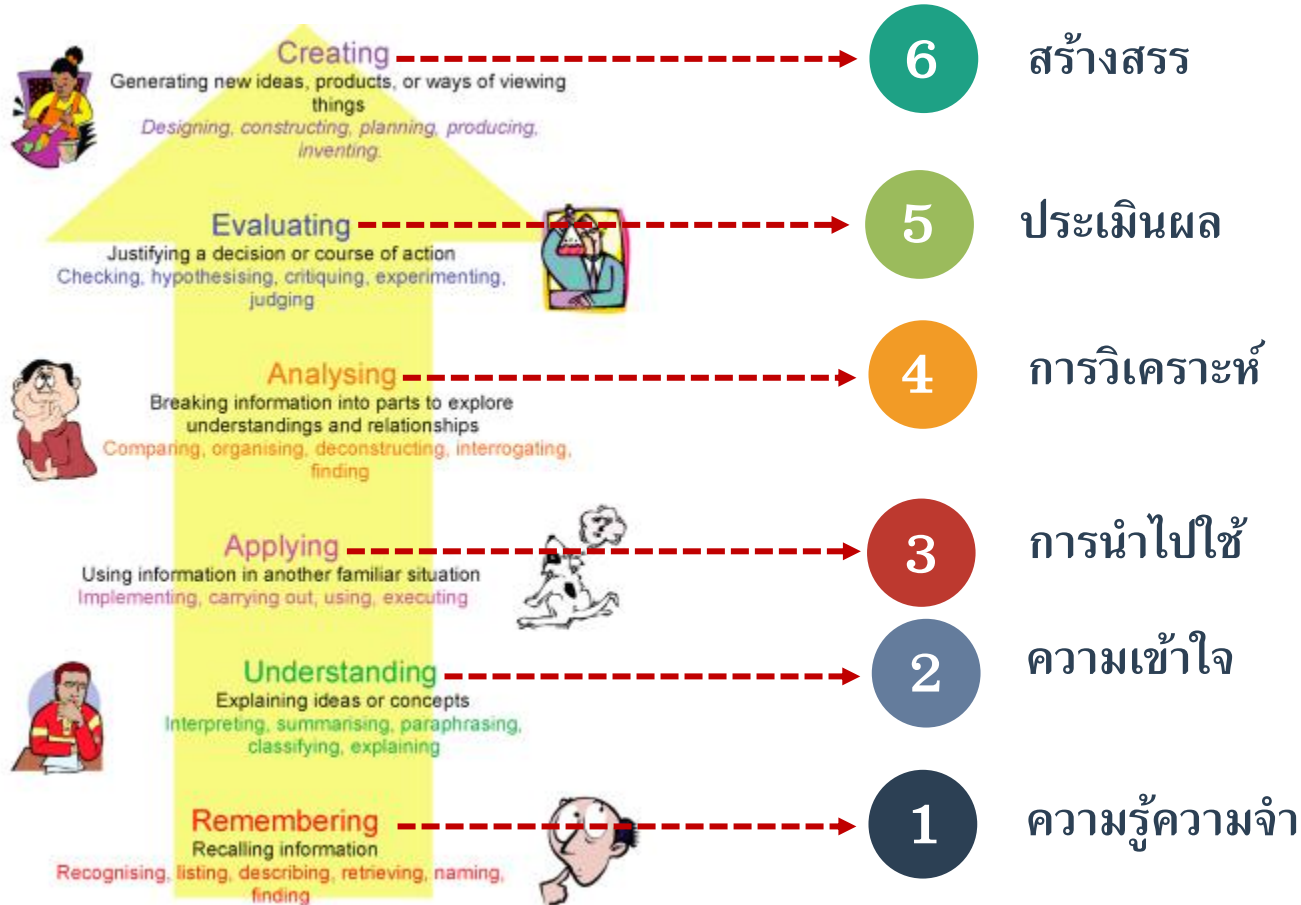 Creating
Generating new ideas, products, or ways of viewing
things
Designing, constructing, planning, producing,
inventing.
6
สร้างสรร
Evaluating
Justifying a decision or course of action
Checking, hypothesising, critiquing, experimenting,
judging
5
ประเมินผล
Analysing
Breaking information into parts to explore
understandings and relationships
Comparing, organising, deconstructing, interrogating,
finding
4
การวิเคราะห์
Applying
Using information in another familiar situation
Implementing, carrying out, using, executing
3
การนำไปใช้
Understanding
Explaining ideas or concepts
Interpreting, summarising, paraphrasing,
classifying, explaining
2
ความเข้าใจ
Remembering
Recalling information
Recognising, listing, describing, retrieving, naming,
finding
1
ความรู้ความจำ